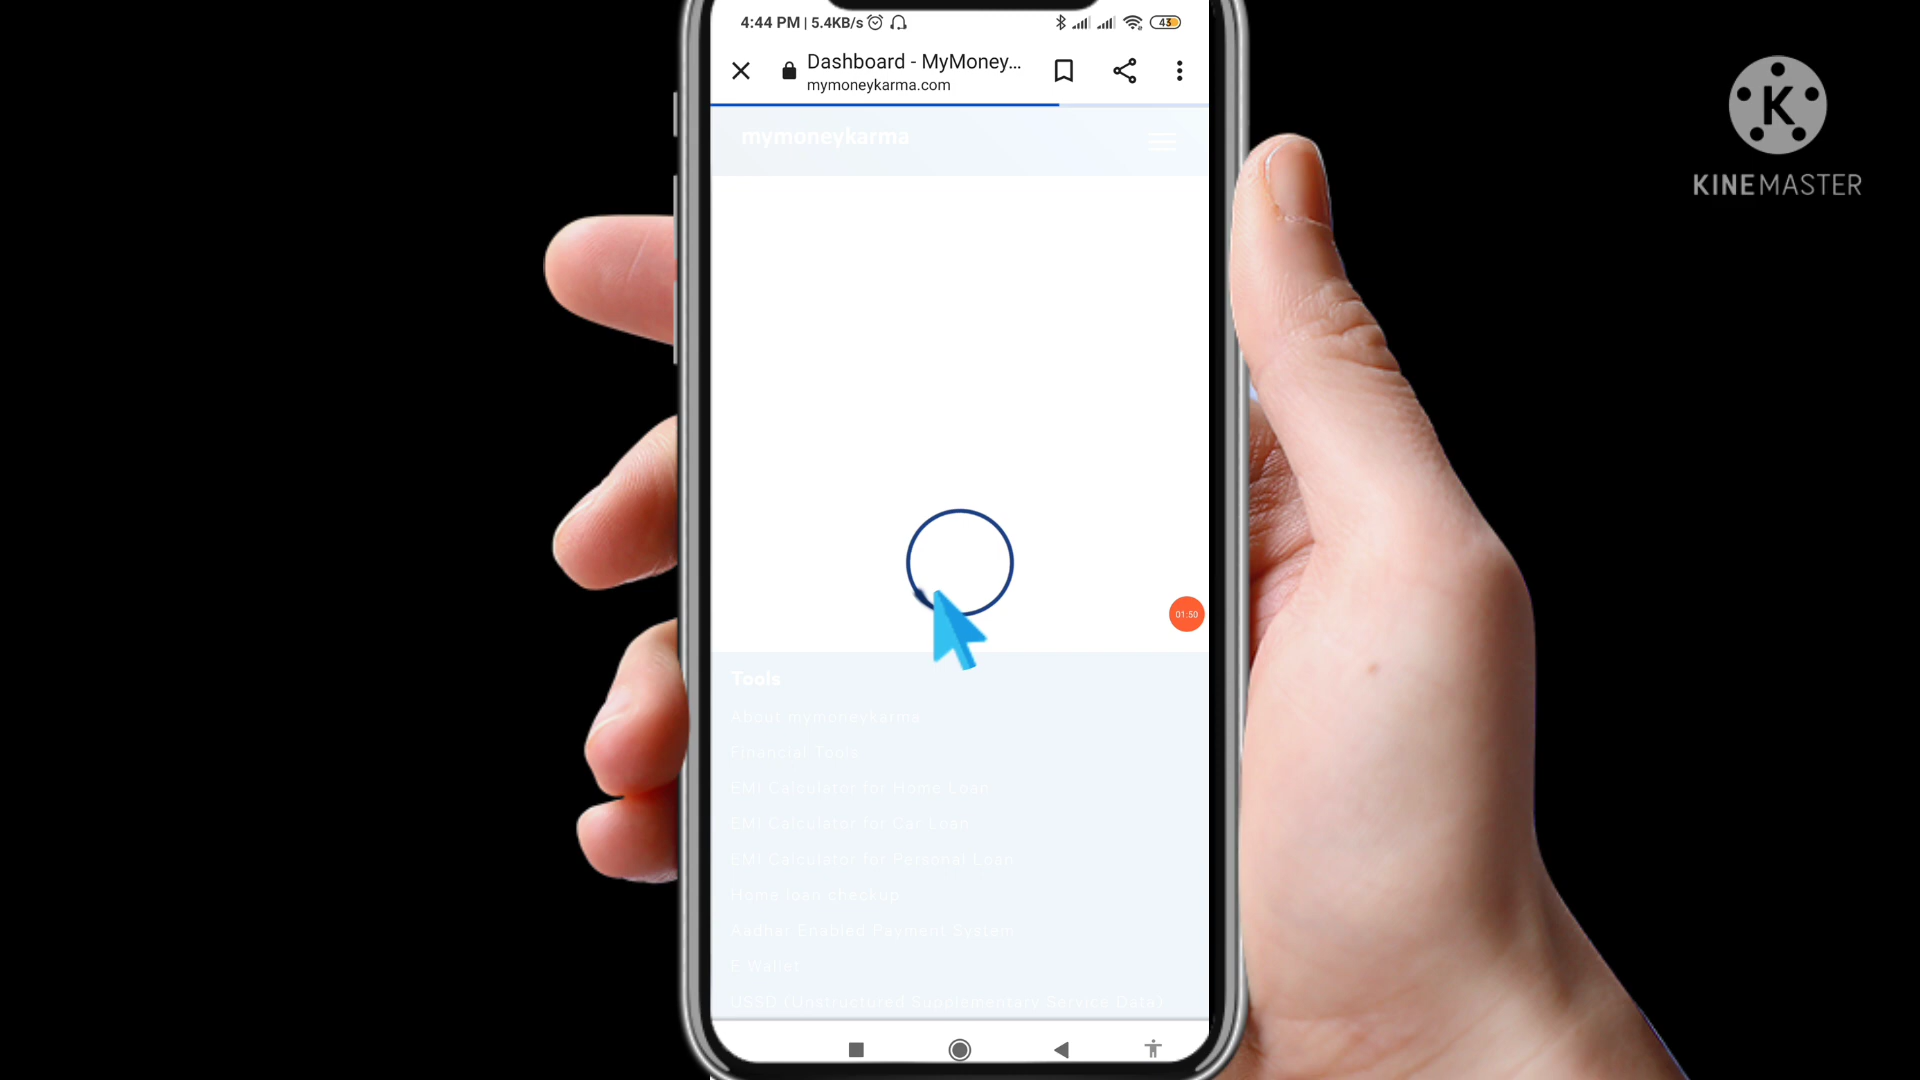 4:44 PM | 5.4KB/s
43
Dashboard - MyMoney...
mymoneykarma.com
mymoneykarma
K
KINEMASTER
01:50
Tools
About mymoneykarma
Financial Tools
EMI Calculator for Home Loan
EMI Calculator for Car Loan
EMI Calculator for Personal Loan
Home loan checkup
Aadhar Enabled Payment System
E Wallet
USSD (Unstructured Supplementary Service Data)